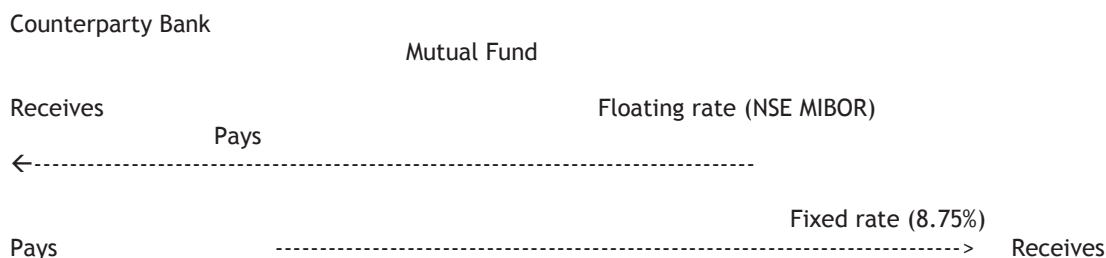 Counterparty Bank
Mutual Fund
Receives Floating rate (NSE MIBOR)
Pays
←--------------------------------------------------------------------------------
Fixed rate (8.75%)
Pays ------------------------------------------------------------------------------> Receives